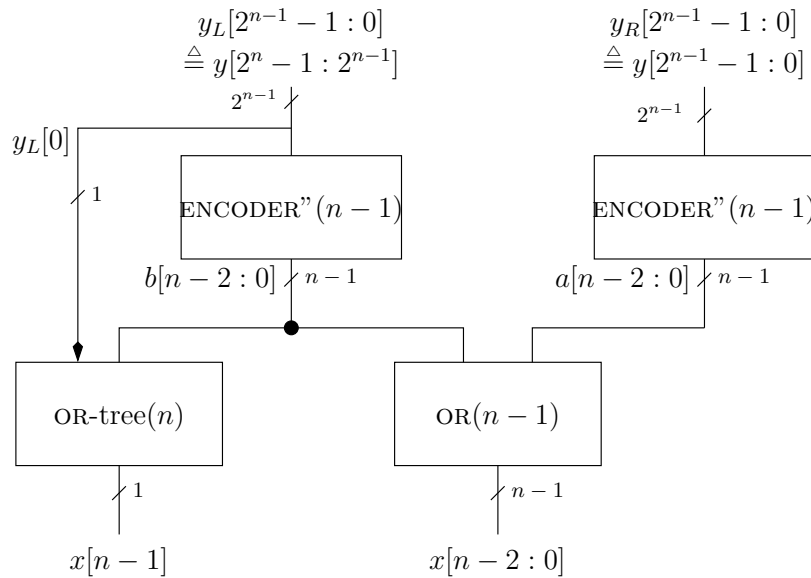 $y_L[2^{n-1} - 1 : 0]$
$\triangleq y[2^n - 1 : 2^{n-1}]$
$y_R[2^{n-1} - 1 : 0]$
$\triangleq y[2^{n-1} - 1 : 0]$
$2^{n-1}$
$2^{n-1}$
$y_L[0]$
1
ENCODER”$(n - 1)$
ENCODER”$(n - 1)$
$b[n - 2 : 0]$ $n - 1$
$a[n - 2 : 0]$ $n - 1$
OR-tree$(n)$
OR$(n - 1)$
1
$n - 1$
$x[n - 1]$
$x[n - 2 : 0]$